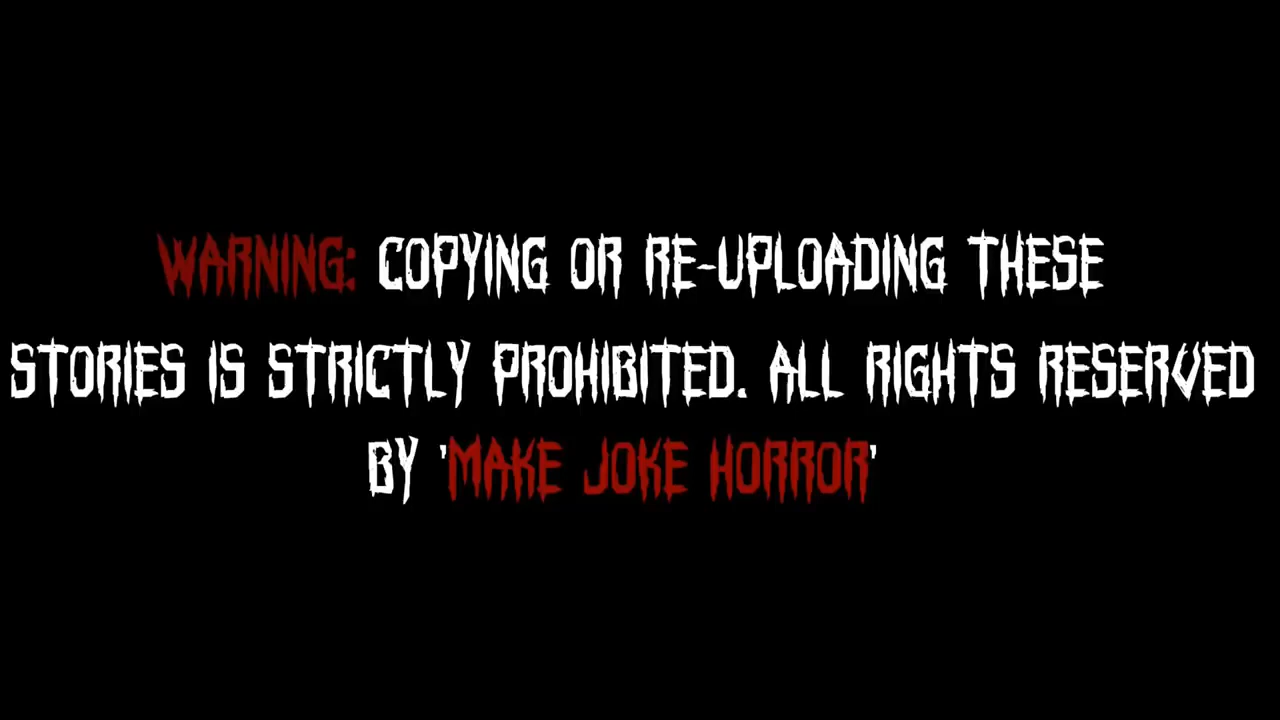 WARNING: COPYING OR RE-UPLOADING THESE
STORIES IS STRICTLY PROHIBITED. ALL RIGHTS RESERVED
BY 'MAKE JOKE HORROR'